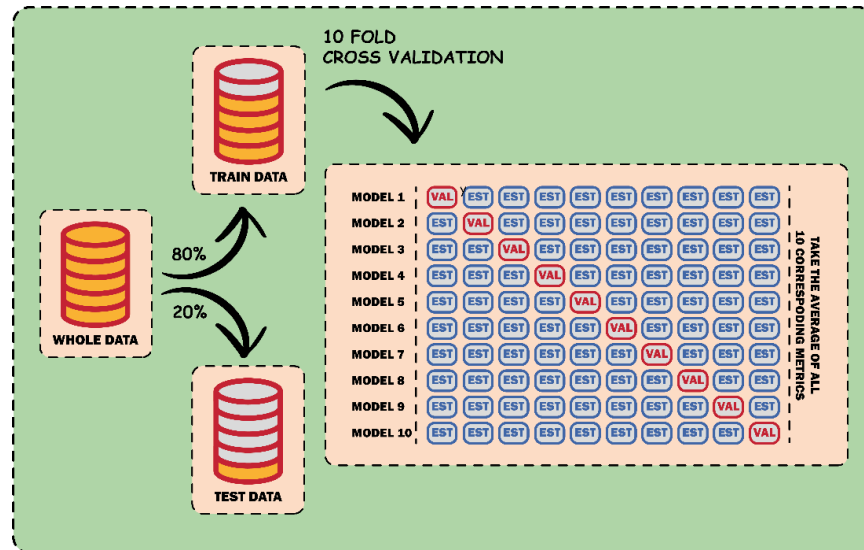 10 FOLD
CROSS VALIDATION
TRAIN DATA
WHOLE DATA
80%
20%
TEST DATA
MODEL 1 VAL y EST EST EST EST EST EST EST EST EST
MODEL 2 EST VAL EST EST EST EST EST EST EST EST
MODEL 3 EST EST VAL EST EST EST EST EST EST EST
MODEL 4 EST EST EST VAL EST EST EST EST EST EST
MODEL 5 EST EST EST EST VAL EST EST EST EST EST
MODEL 6 EST EST EST EST EST VAL EST EST EST EST
MODEL 7 EST EST EST EST EST EST VAL EST EST EST
MODEL 8 EST EST EST EST EST EST EST VAL EST EST
MODEL 9 EST EST EST EST EST EST EST EST VAL EST
MODEL 10 EST EST EST EST EST EST EST EST EST VAL
TAKE THE AVERAGE OF ALL
10 CORRESPODING METRICS